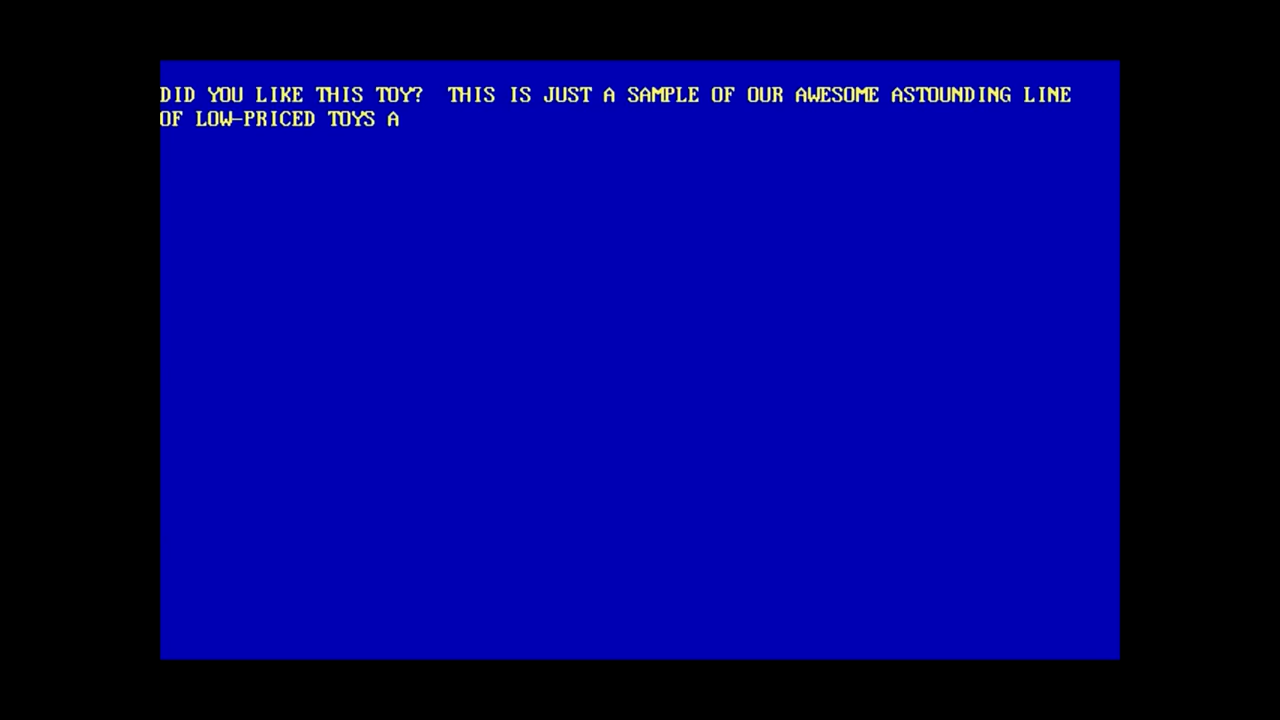 DID YOU LIKE THIS TOY?  THIS IS JUST A SAMPLE OF OUR AWESOME ASTOUNDING LINE
OF LOW-PRICED TOYS A